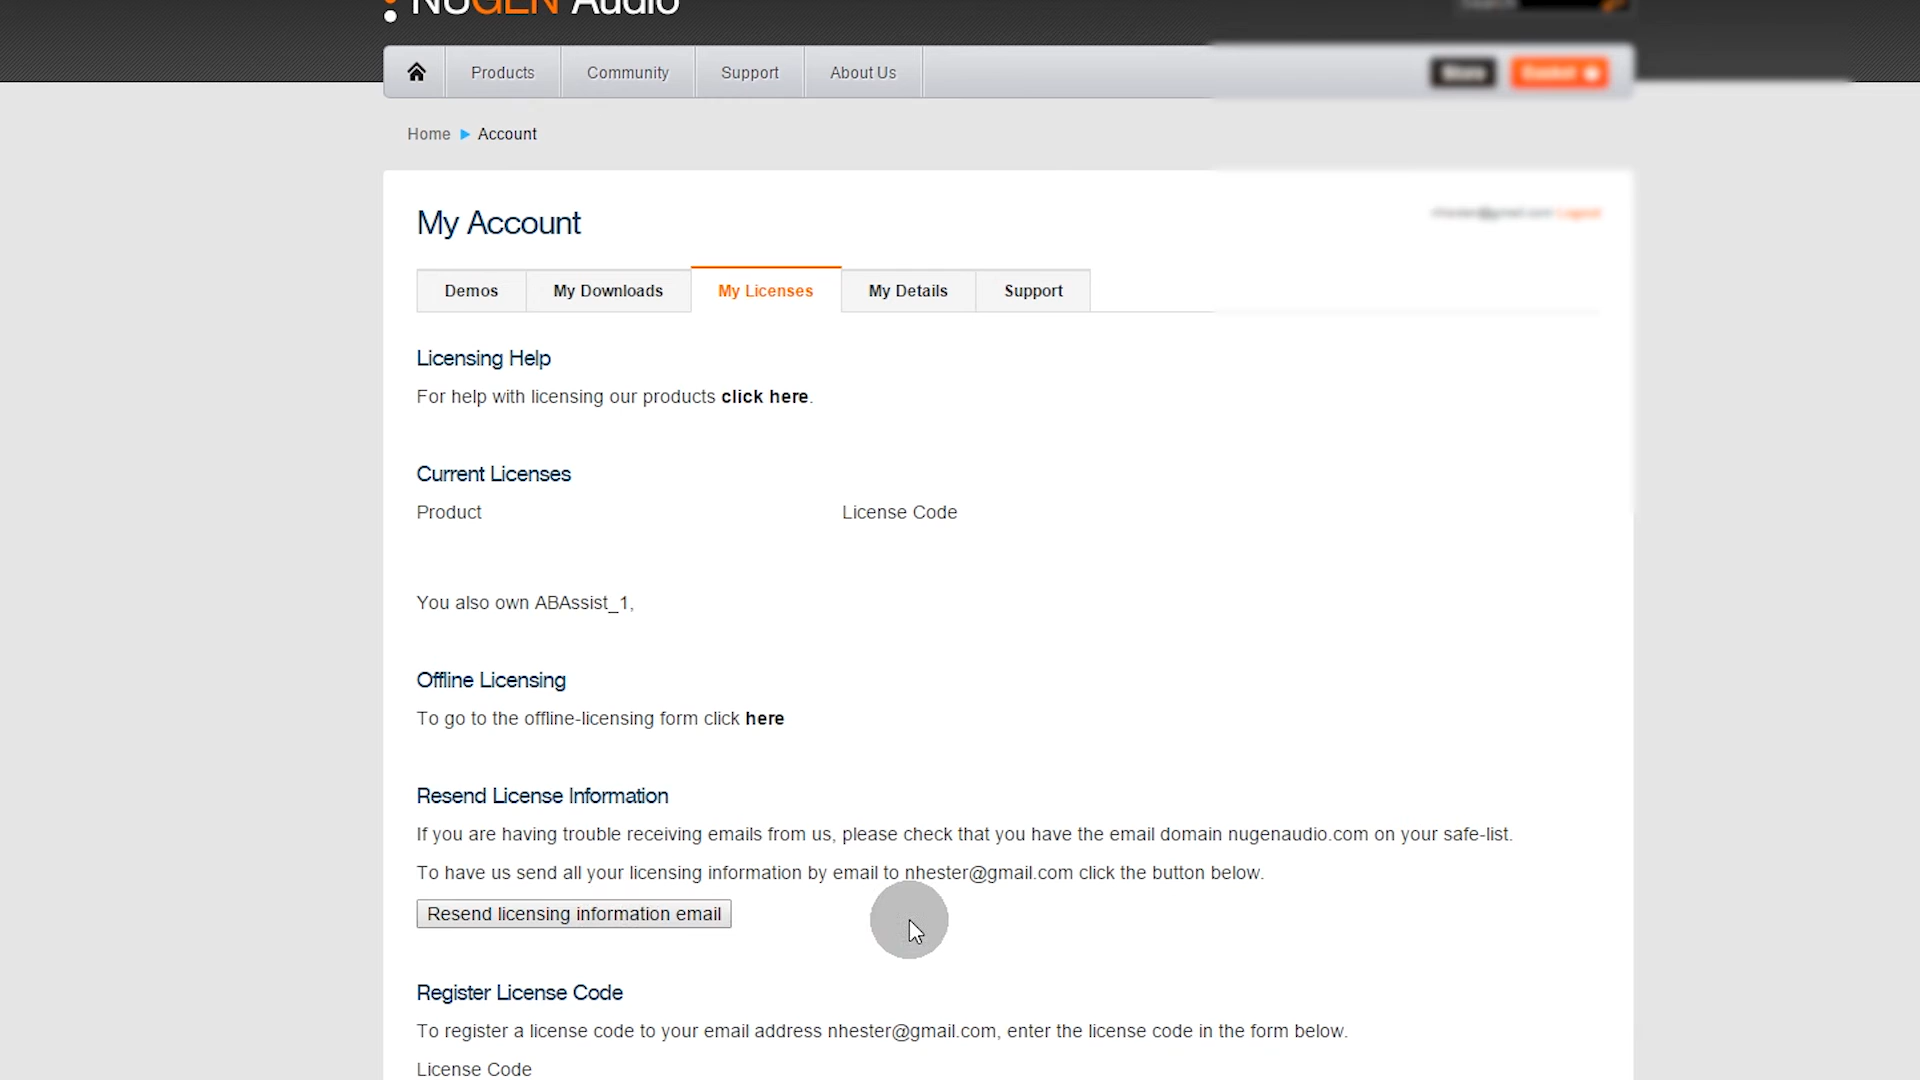 NUGEN Audio
Products
Community
Support
About Us
Home
Account
My Account
Demos
My Downloads
My Licenses
My Details
Support
Licensing Help
For help with licensing our products click here.
Current Licenses
Product
License Code
You also own ABAssist_1,
Offline Licensing
To go to the offline-licensing form click here
Resend License Information
If you are having trouble receiving emails from us, please check that you have the email domain nugenaudio.com on your safe-list.
To have us send all your licensing information by email to nhester@gmail.com click the button below.
Resend licensing information email
Register License Code
To register a license code to your email address nhester@gmail.com, enter the license code in the form below.
License Code